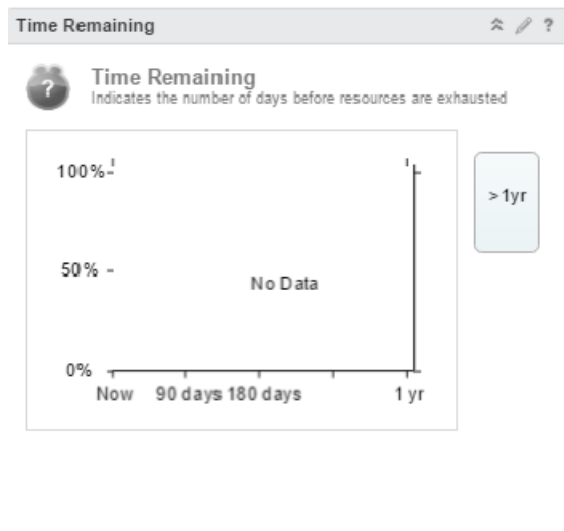 Time Remaining ?
? Time Remaining
Indicates the number of days before resources are exhausted
100%
> 1yr
50%
No Data
0%
Now 90 days 180 days 1 yr